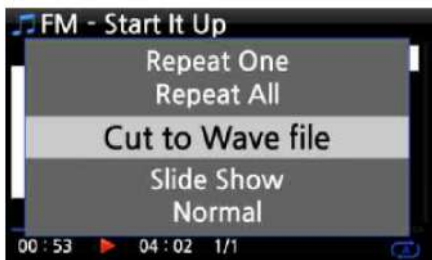 FM - Start It Up
Repeat One
Repeat All
Cut to Wave file
Slide Show
Normal
00 : 53 04 : 02 1/1